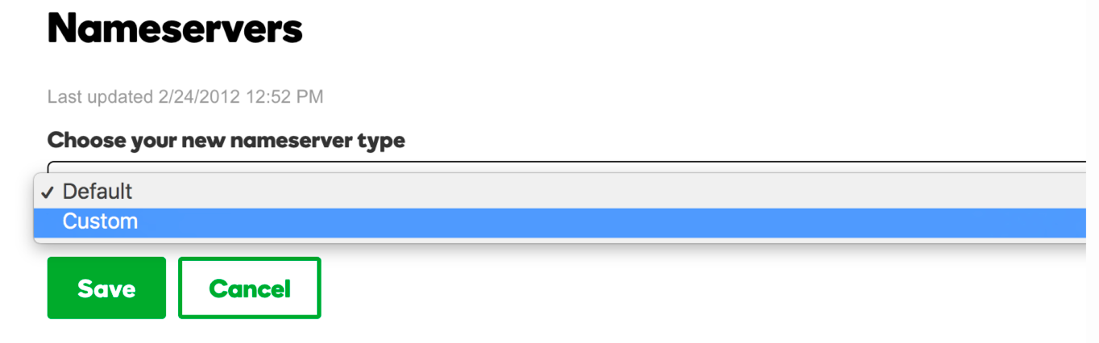 Nameservers
Last updated 2/24/2012 12:52 PM
Choose your new nameserver type
✓ Default
Custom
Save Cancel